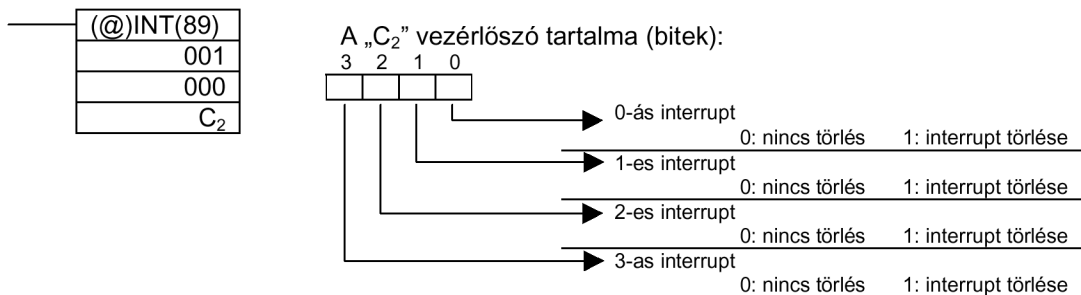 (@)INT(89)
001
000
C₂
A „C₂” vezérlőszó tartalma (bitek):
3 2 1 0
0-ás interrupt
0: nincs törlés 1: interrupt törlése
1-es interrupt
0: nincs törlés 1: interrupt törlése
2-es interrupt
0: nincs törlés 1: interrupt törlése
3-as interrupt
0: nincs törlés 1: interrupt törlése